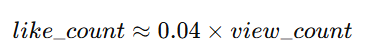 like_count ≈ 0.04 × view_count